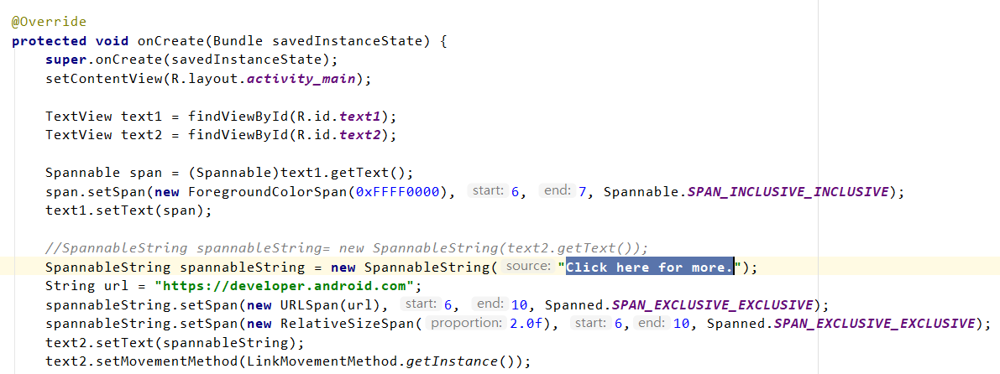 @Override
protected void onCreate(Bundle savedInstanceState) {
super.onCreate(savedInstanceState);
setContentView(R.layout.activity_main);
TextView text1 = findViewById(R.id.text1);
TextView text2 = findViewById(R.id.text2);
Spannable span = (Spannable)text1.getText();
span.setSpan(new ForegroundColorSpan(0xFFFF0000), start: 6, end: 7, Spannable.SPAN_INCLUSIVE_INCLUSIVE);
text1.setText(span);
//SpannableString spannableString= new SpannableString(text2.getText());
SpannableString spannableString = new SpannableString( source: "Click here for more.");
String url = "https://developer.android.com";
spannableString.setSpan(new URLSpan(url), start: 6, end: 10, Spanned.SPAN_EXCLUSIVE_EXCLUSIVE);
spannableString.setSpan(new RelativeSizeSpan( proportion: 2.0f), start: 6, end: 10, Spanned.SPAN_EXCLUSIVE_EXCLUSIVE);
text2.setText(spannableString);
text2.setMovementMethod(LinkMovementMethod.getInstance());